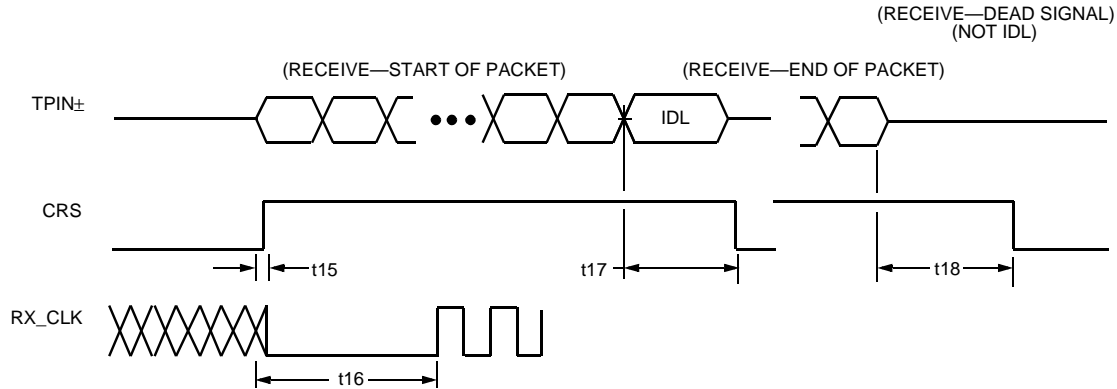 (RECEIVE—DEAD SIGNAL)
(NOT IDL)
(RECEIVE—START OF PACKET)
(RECEIVE—END OF PACKET)
TPIN±
IDL
CRS
t15
t17
t18
RX_CLK
t16